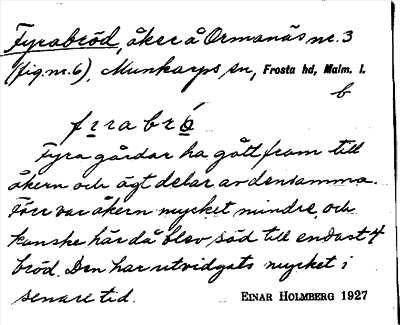 Fyrabröd, åker å Ormanäs nr. 3
(fig. nr. 6), Munkarps sn, Frosta hd, Malm. l.
b
firabrö́
Fyra gårdar ha gått fram till
åkern och ägt delar av densamma.
Förr var åkern mycket mindre, och
kanske här då blev säd till endast 4
bröd. Den har utvidgats mycket i
senare tid.
EINAR HOLMBERG 1927